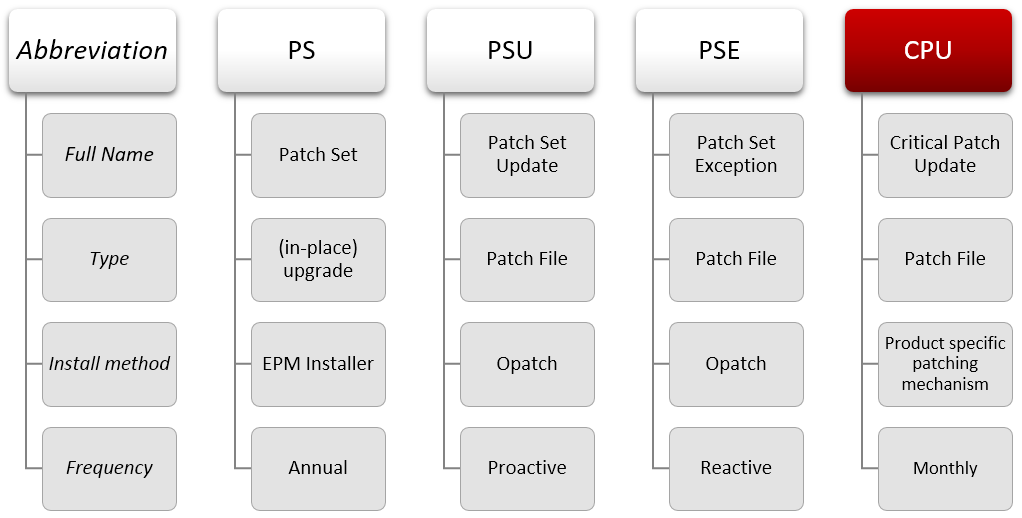 Abbreviation
PS
PSU
PSE
CPU
Full Name
Patch Set
Patch Set
Update
Patch Set
Exception
Critical Patch
Update
Type
(in-place)
upgrade
Patch File
Patch File
Patch File
Install method
EPM Installer
Opatch
Opatch
Product specific
patching
mechanism
Frequency
Annual
Proactive
Reactive
Monthly